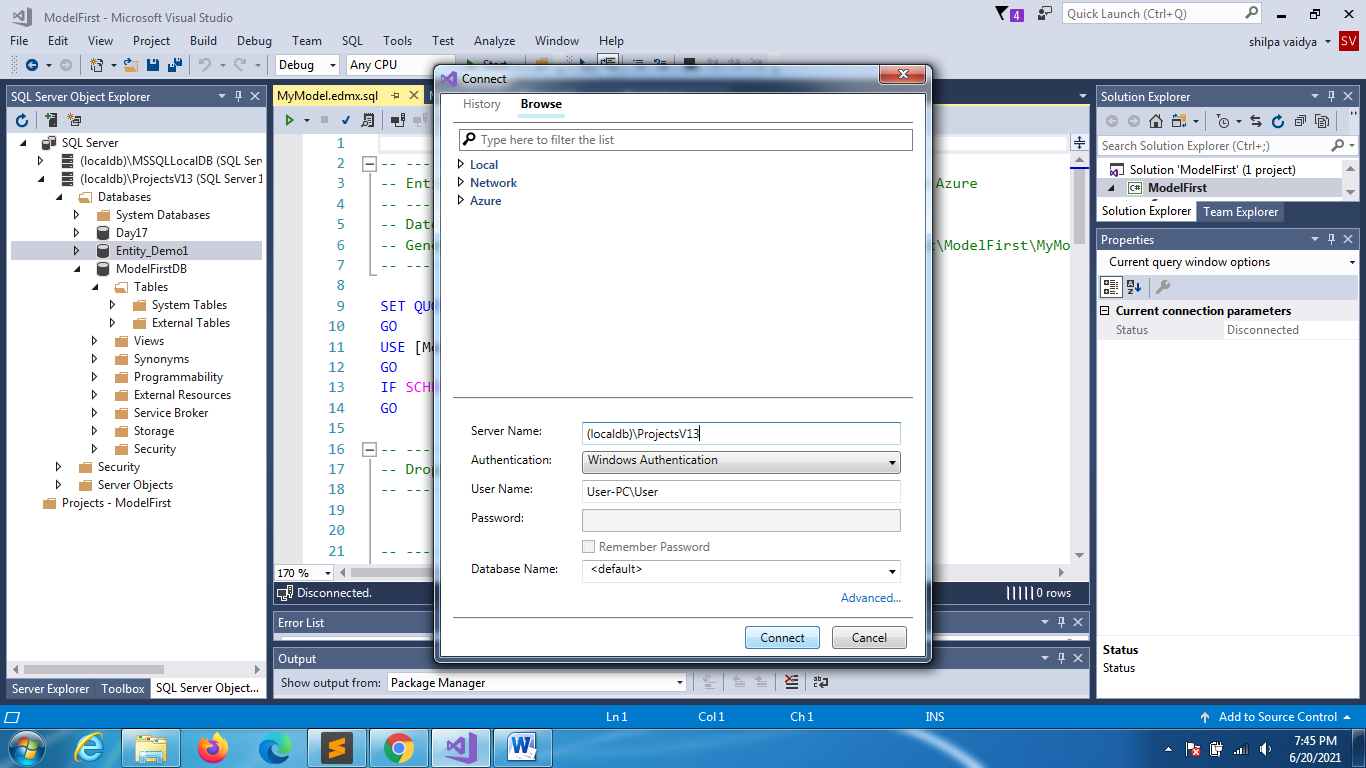 ModelFirst - Microsoft Visual Studio
4
Quick Launch (Ctrl+Q)
File Edit View Project Build Debug Team SQL Tools Test Analyze Window Help
shilpa vaidya
SV
Debug
Any CPU
SQL Server Object Explorer
SQL Server
(localdb)\MSSQLLocalDB (SQL Ser
(localdb)\ProjectsV13 (SQL Server 1
Databases
System Databases
Day17
Entity_Demo1
ModelFirstDB
Tables
System Tables
External Tables
Views
Synonyms
Programmability
External Resources
Service Broker
Storage
Security
Security
Server Objects
Projects - ModelFirst
Server Explorer Toolbox SQL Server Object...
MyModel.edmx.sql
1
2 -- ---
3 -- Ent Azure
4 -- ---
5 -- Dat
6 -- Gen t\ModelFirst\MyMo
7 -- ---
8
9 SET QUO
10 GO
11 USE [Mo
12 GO
13 IF SCHE
14 GO
15
16 -- ---
17 -- Drop
18 -- ---
19
20
21 -- ---
170 %
Disconnected.
0 rows
Error List
Output
Show output from: Package Manager
Connect
History Browse
Type here to filter the list
Local
Network
Azure
Server Name: (localdb)\ProjectsV13
Authentication: Windows Authentication
User Name: User-PC\User
Password:
Remember Password
Database Name: <default>
Advanced...
Connect Cancel
Solution Explorer
Search Solution Explorer (Ctrl+;)
Solution 'ModelFirst' (1 project)
C# ModelFirst
Solution Explorer Team Explorer
Properties
Current query window options
Current connection parameters
Status Disconnected
Status
Status
Ln 1 Col 1 Ch 1 INS
Add to Source Control
7:45 PM
6/20/2021